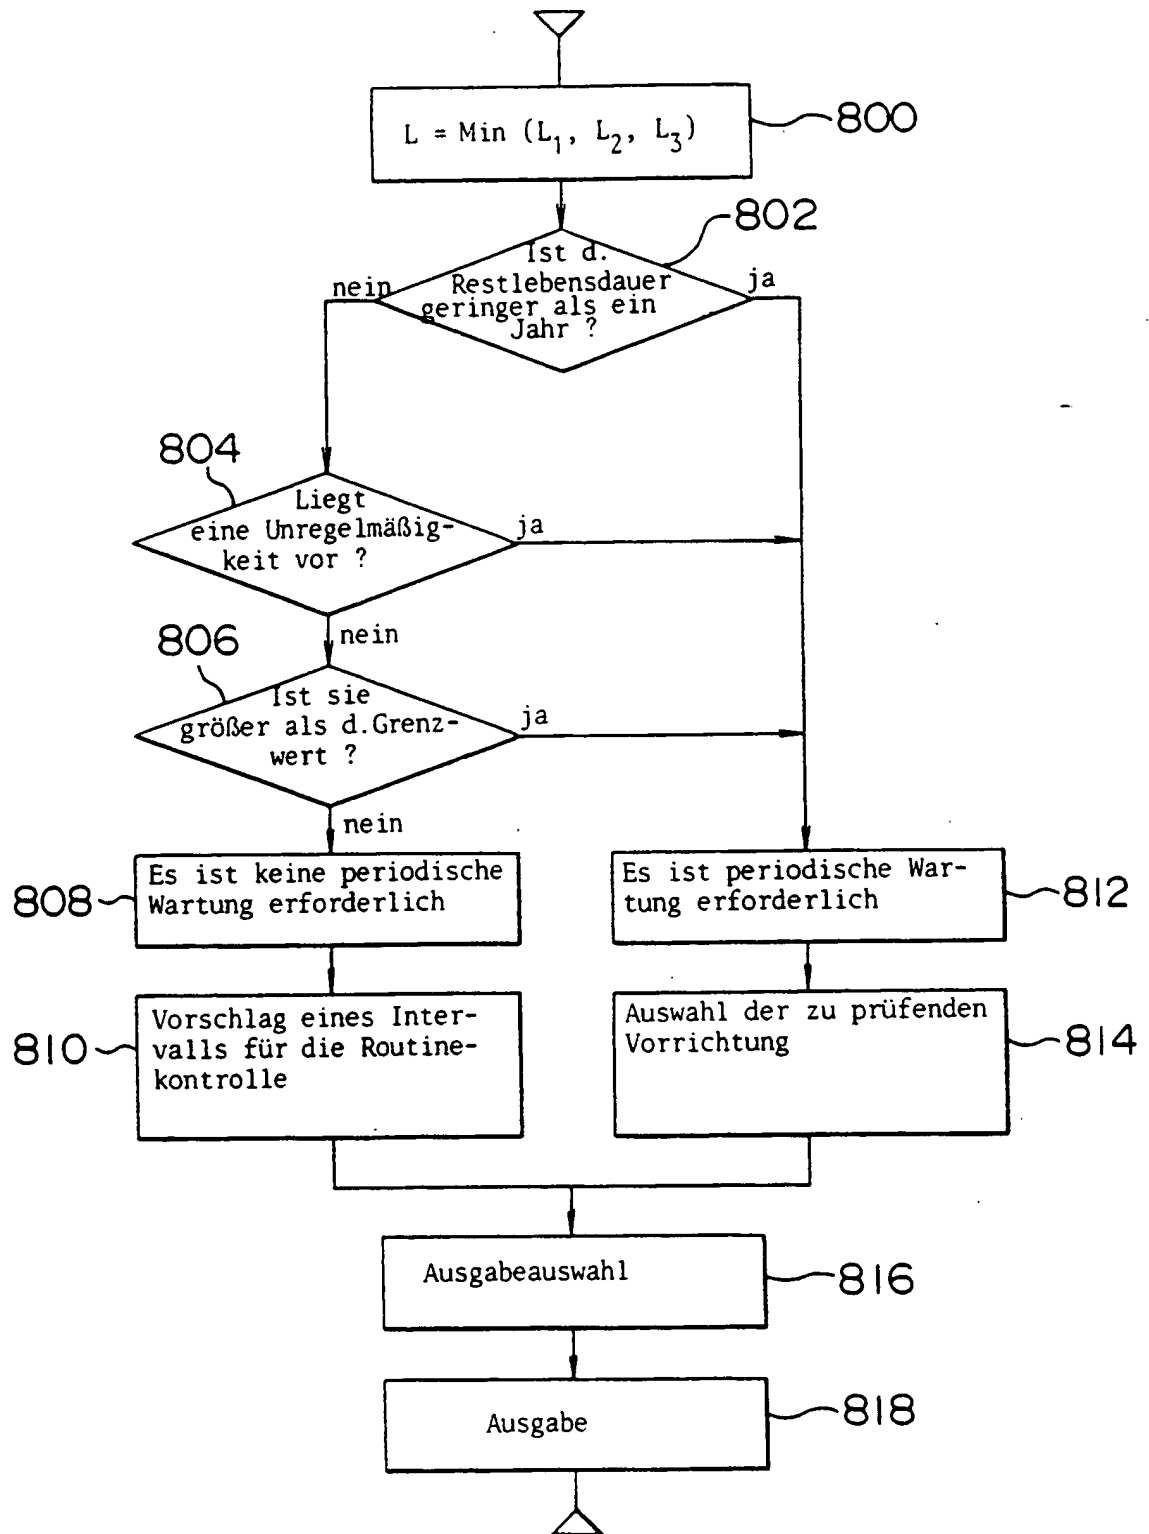 L = Min (L1, L2, L3)
800
802
Ist d.
Restlebensdauer
geringer als ein
Jahr ?
nein
ja
804
Liegt
eine Unregelmäßig-
keit vor ?
ja
nein
806
Ist sie
größer als d.Grenz-
wert ?
ja
nein
808
Es ist keine periodische
Wartung erforderlich
Es ist periodische War-
tung erforderlich
812
810
Vorschlag eines Inter-
valls für die Routine-
kontrolle
Auswahl der zu prüfenden
Vorrichtung
814
Ausgabeauswahl
816
Ausgabe
818